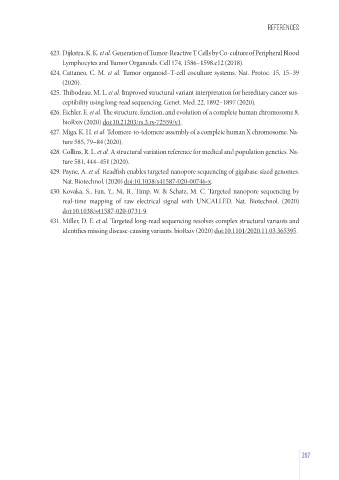 REFERENCES
423. Dijkstra, K. K. et al. Generation of Tumor-Reactive T Cells by Co-culture of Peripheral Blood
Lymphocytes and Tumor Organoids. Cell 174, 1586–1598.e12 (2018).
424. Cattaneo, C. M. et al. Tumor organoid–T-cell coculture systems. Nat. Protoc. 15, 15–39
(2020).
425. Thibodeau, M. L. et al. Improved structural variant interpretation for hereditary cancer sus-
ceptibility using long-read sequencing. Genet. Med. 22, 1892–1897 (2020).
426. Eichler, E. et al. The structure, function, and evolution of a complete human chromosome 8.
bioRxiv (2020) doi:10.21203/rs.3.rs-72559/v1.
427. Miga, K. H. et al. Telomere-to-telomere assembly of a complete human X chromosome. Na-
ture 585, 79–84 (2020).
428. Collins, R. L. et al. A structural variation reference for medical and population genetics. Na-
ture 581, 444–451 (2020).
429. Payne, A. et al. Readfish enables targeted nanopore sequencing of gigabase-sized genomes.
Nat. Biotechnol. (2020) doi:10.1038/s41587-020-00746-x.
430. Kovaka, S., Fan, Y., Ni, B., Timp, W. & Schatz, M. C. Targeted nanopore sequencing by
real-time mapping of raw electrical signal with UNCALLED. Nat. Biotechnol. (2020)
doi:10.1038/s41587-020-0731-9.
431. Miller, D. E. et al. Targeted long-read sequencing resolves complex structural variants and
identifies missing disease-causing variants. bioRxiv (2020) doi:10.1101/2020.11.03.365395.
207